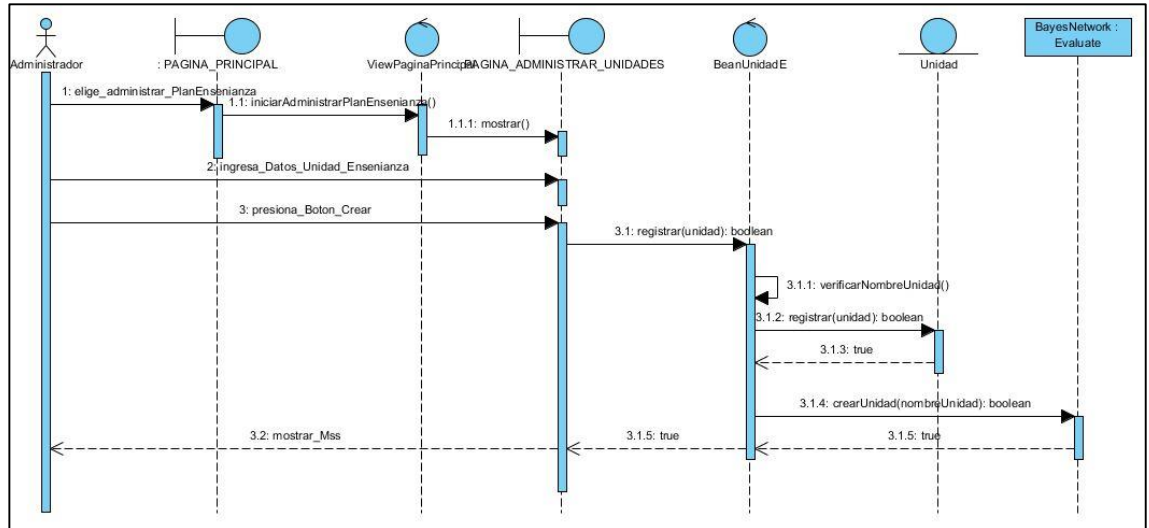 BayesNetwork :
Evaluate
Administrador
: PAGINA_PRINCIPAL
ViewPaginaPrincipal
: PAGINA_ADMINISTRAR_UNIDADES
BeanUnidadE
Unidad
1: elige_administrar_PlanEnsenianza
1.1: iniciarAdministrarPlanEnsenianza()
1.1.1: mostrar()
2: ingresa_Datos_Unidad_Ensenianza
3: presiona_Boton_Crear
3.1: registrar(unidad): boolean
3.1.1: verificarNombreUnidad()
3.1.2: registrar(unidad): boolean
3.1.3: true
3.1.4: crearUnidad(nombreUnidad): boolean
3.2: mostrar_Mss
3.1.5: true
3.1.5: true